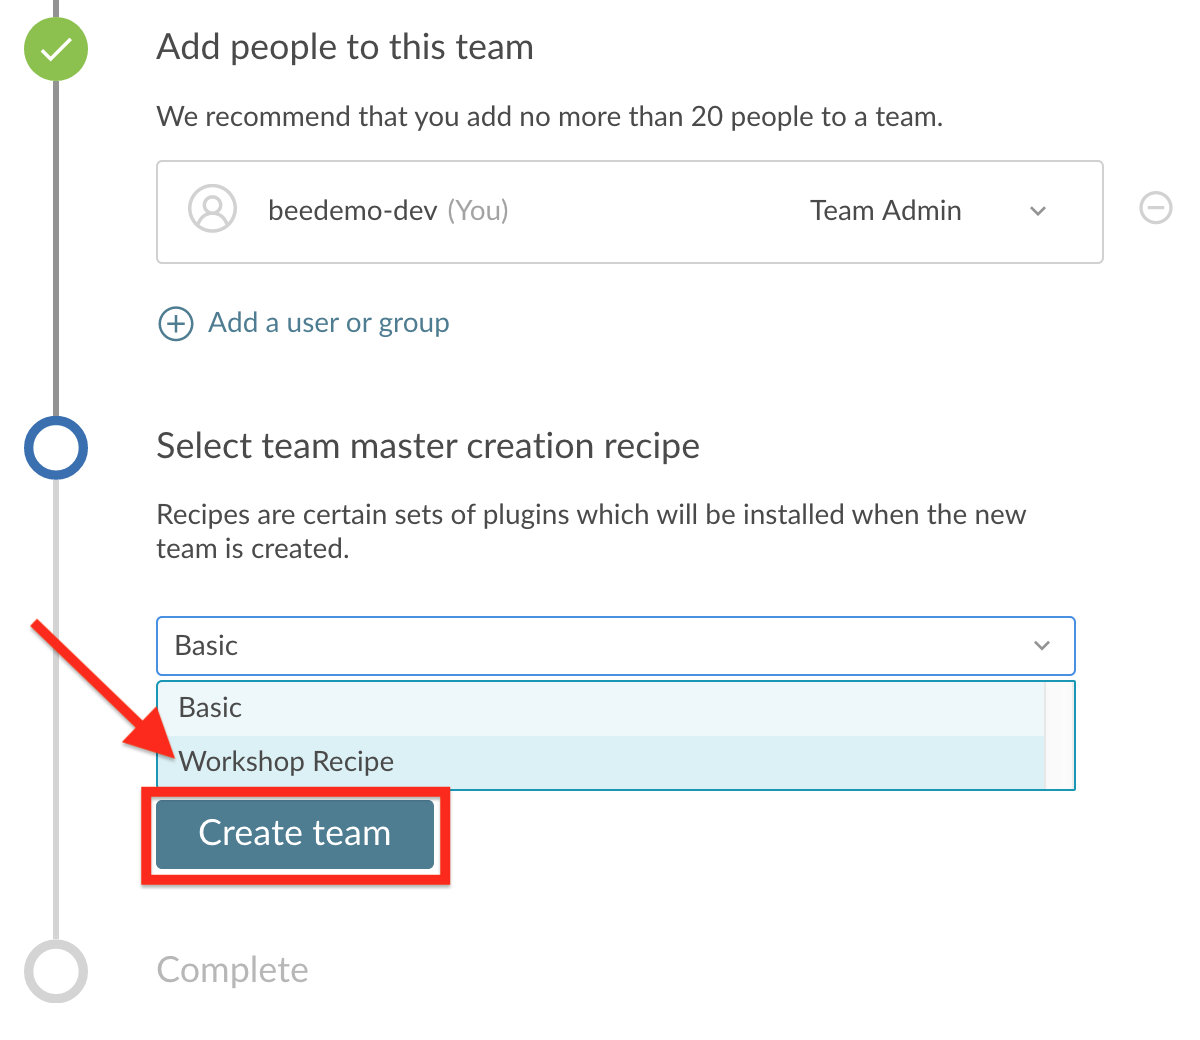 Add people to this team
We recommend that you add no more than 20 people to a team.
beedemo-dev (You) Team Admin
Add a user or group
Select team master creation recipe
Recipes are certain sets of plugins which will be installed when the new
team is created.
Basic
Basic
Workshop Recipe
Create team
Complete